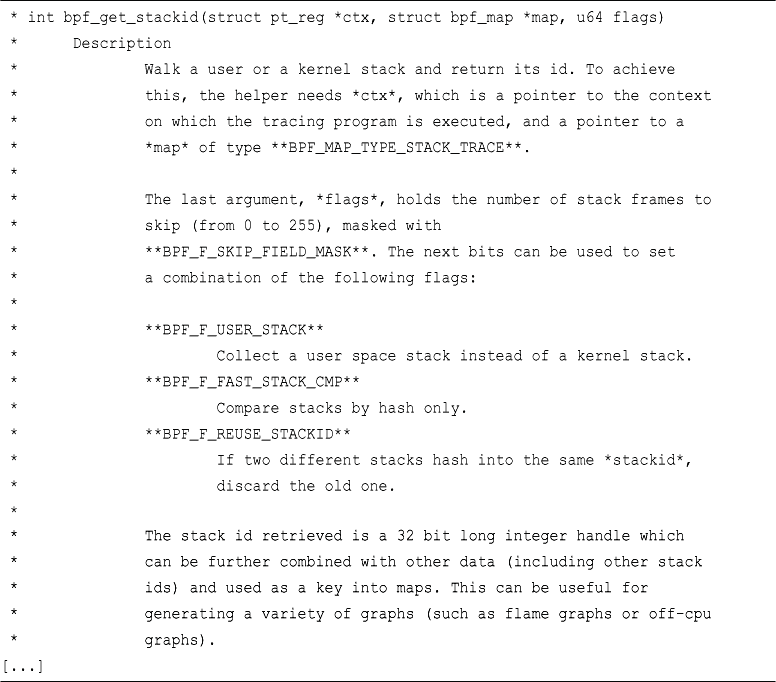 * int bpf_get_stackid(struct pt_reg *ctx, struct bpf_map *map, u64 flags)
* Description
* Walk a user or a kernel stack and return its id. To achieve
* this, the helper needs *ctx*, which is a pointer to the context
* on which the tracing program is executed, and a pointer to a
* *map* of type **BPF_MAP_TYPE_STACK_TRACE**.
*
* The last argument, *flags*, holds the number of stack frames to
* skip (from 0 to 255), masked with
* **BPF_F_SKIP_FIELD_MASK**. The next bits can be used to set
* a combination of the following flags:
*
* **BPF_F_USER_STACK**
* Collect a user space stack instead of a kernel stack.
* **BPF_F_FAST_STACK_CMP**
* Compare stacks by hash only.
* **BPF_F_REUSE_STACKID**
* If two different stacks hash into the same *stackid*,
* discard the old one.
*
* The stack id retrieved is a 32 bit long integer handle which
* can be further combined with other data (including other stack
* ids) and used as a key into maps. This can be useful for
* generating a variety of graphs (such as flame graphs or off-cpu
* graphs).
[...]